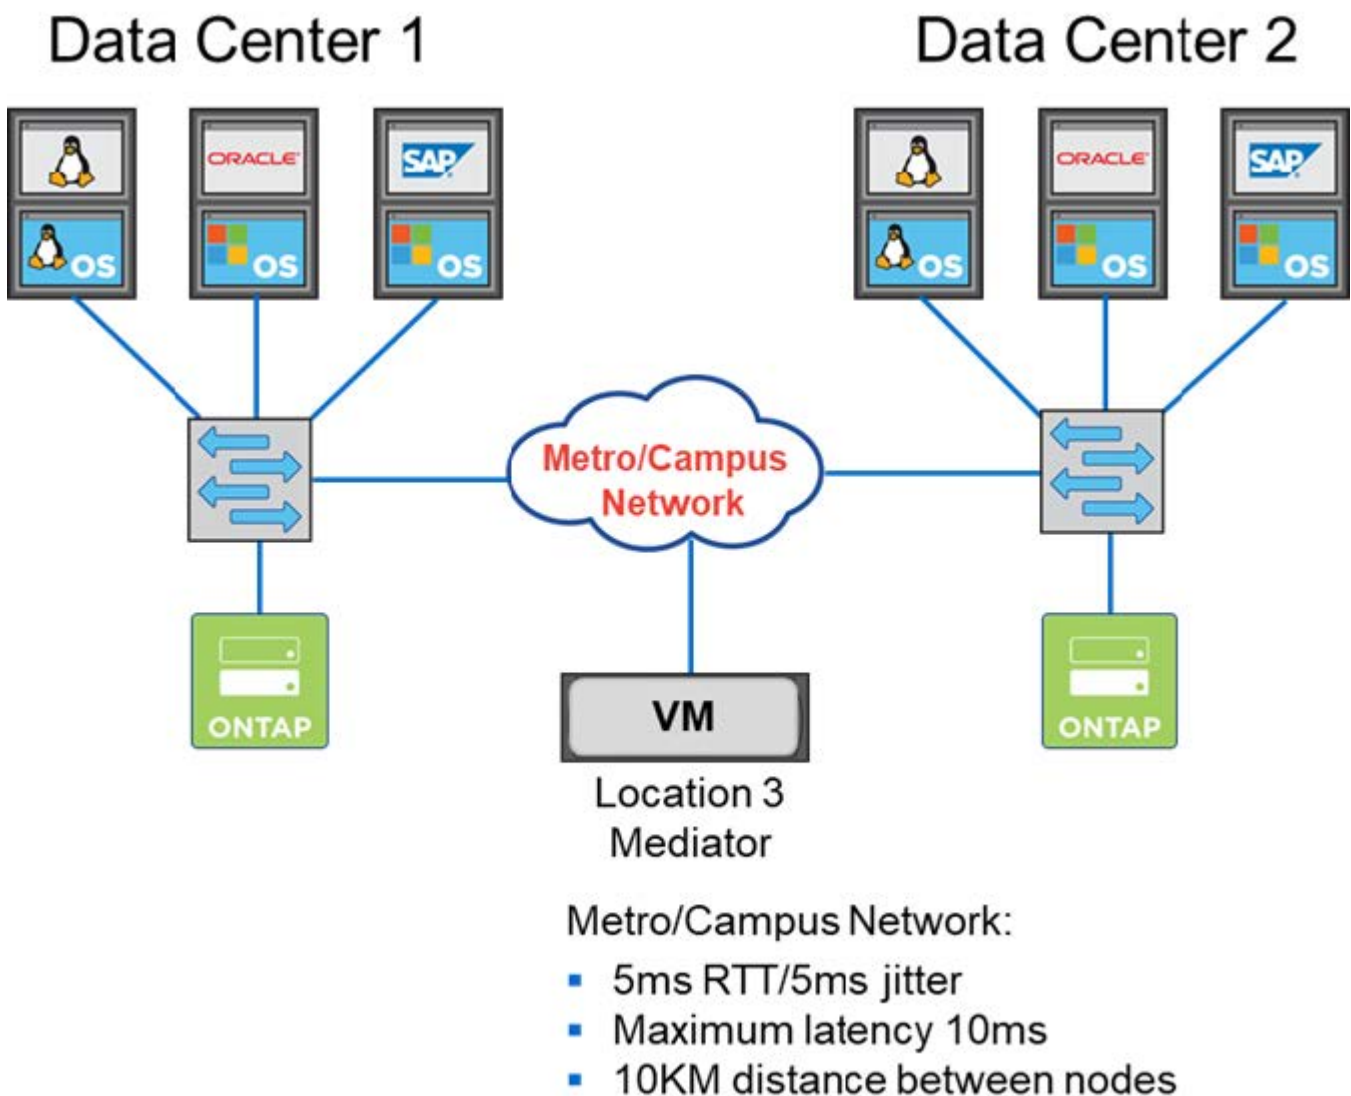 Data Center 1
Data Center 2
ORACLE
SAP
OS
OS
OS
ORACLE
SAP
OS
OS
OS
Metro/Campus
Network
ONTAP
VM
ONTAP
Location 3
Mediator
Metro/Campus Network:
5ms RTT/5ms jitter
Maximum latency 10ms
10KM distance between nodes